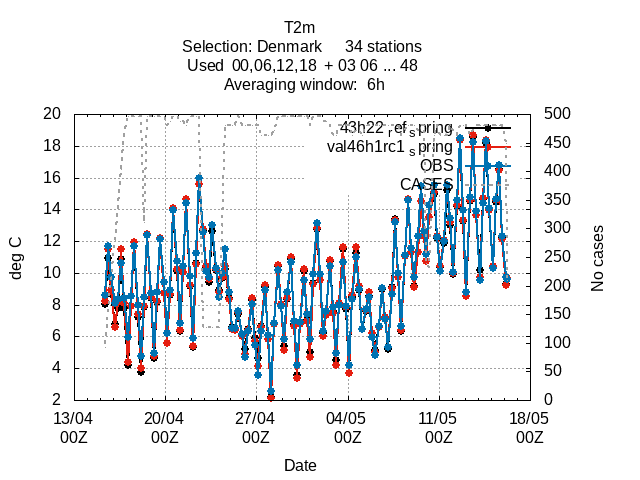 T2m
Selection: Denmark 34 stations
Used 00,06,12,18 + 03 06 ... 48
Averaging window: 6h
43h22_ref_spring
val46h1rc1_spring
OBS
CASES
deg C
20
18
16
14
12
10
8
6
4
2
500
450
400
350
300
250
200
150
100
50
0
No cases
13/04 20/04 27/04 04/05 11/05 18/05
00Z 00Z 00Z 00Z 00Z 00Z
Date